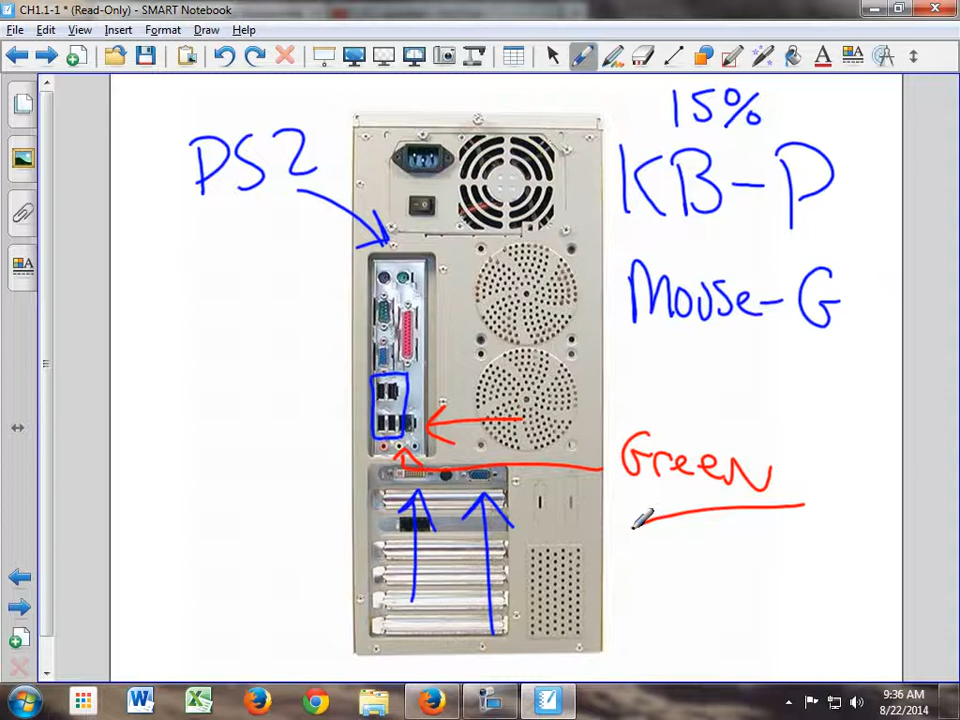 CH1.1-1 * (Read-Only) - SMART Notebook
File Edit View Insert Format Draw Help
15%
PS2
KB-P
Mouse-G
Green
9:36 AM
8/22/2014